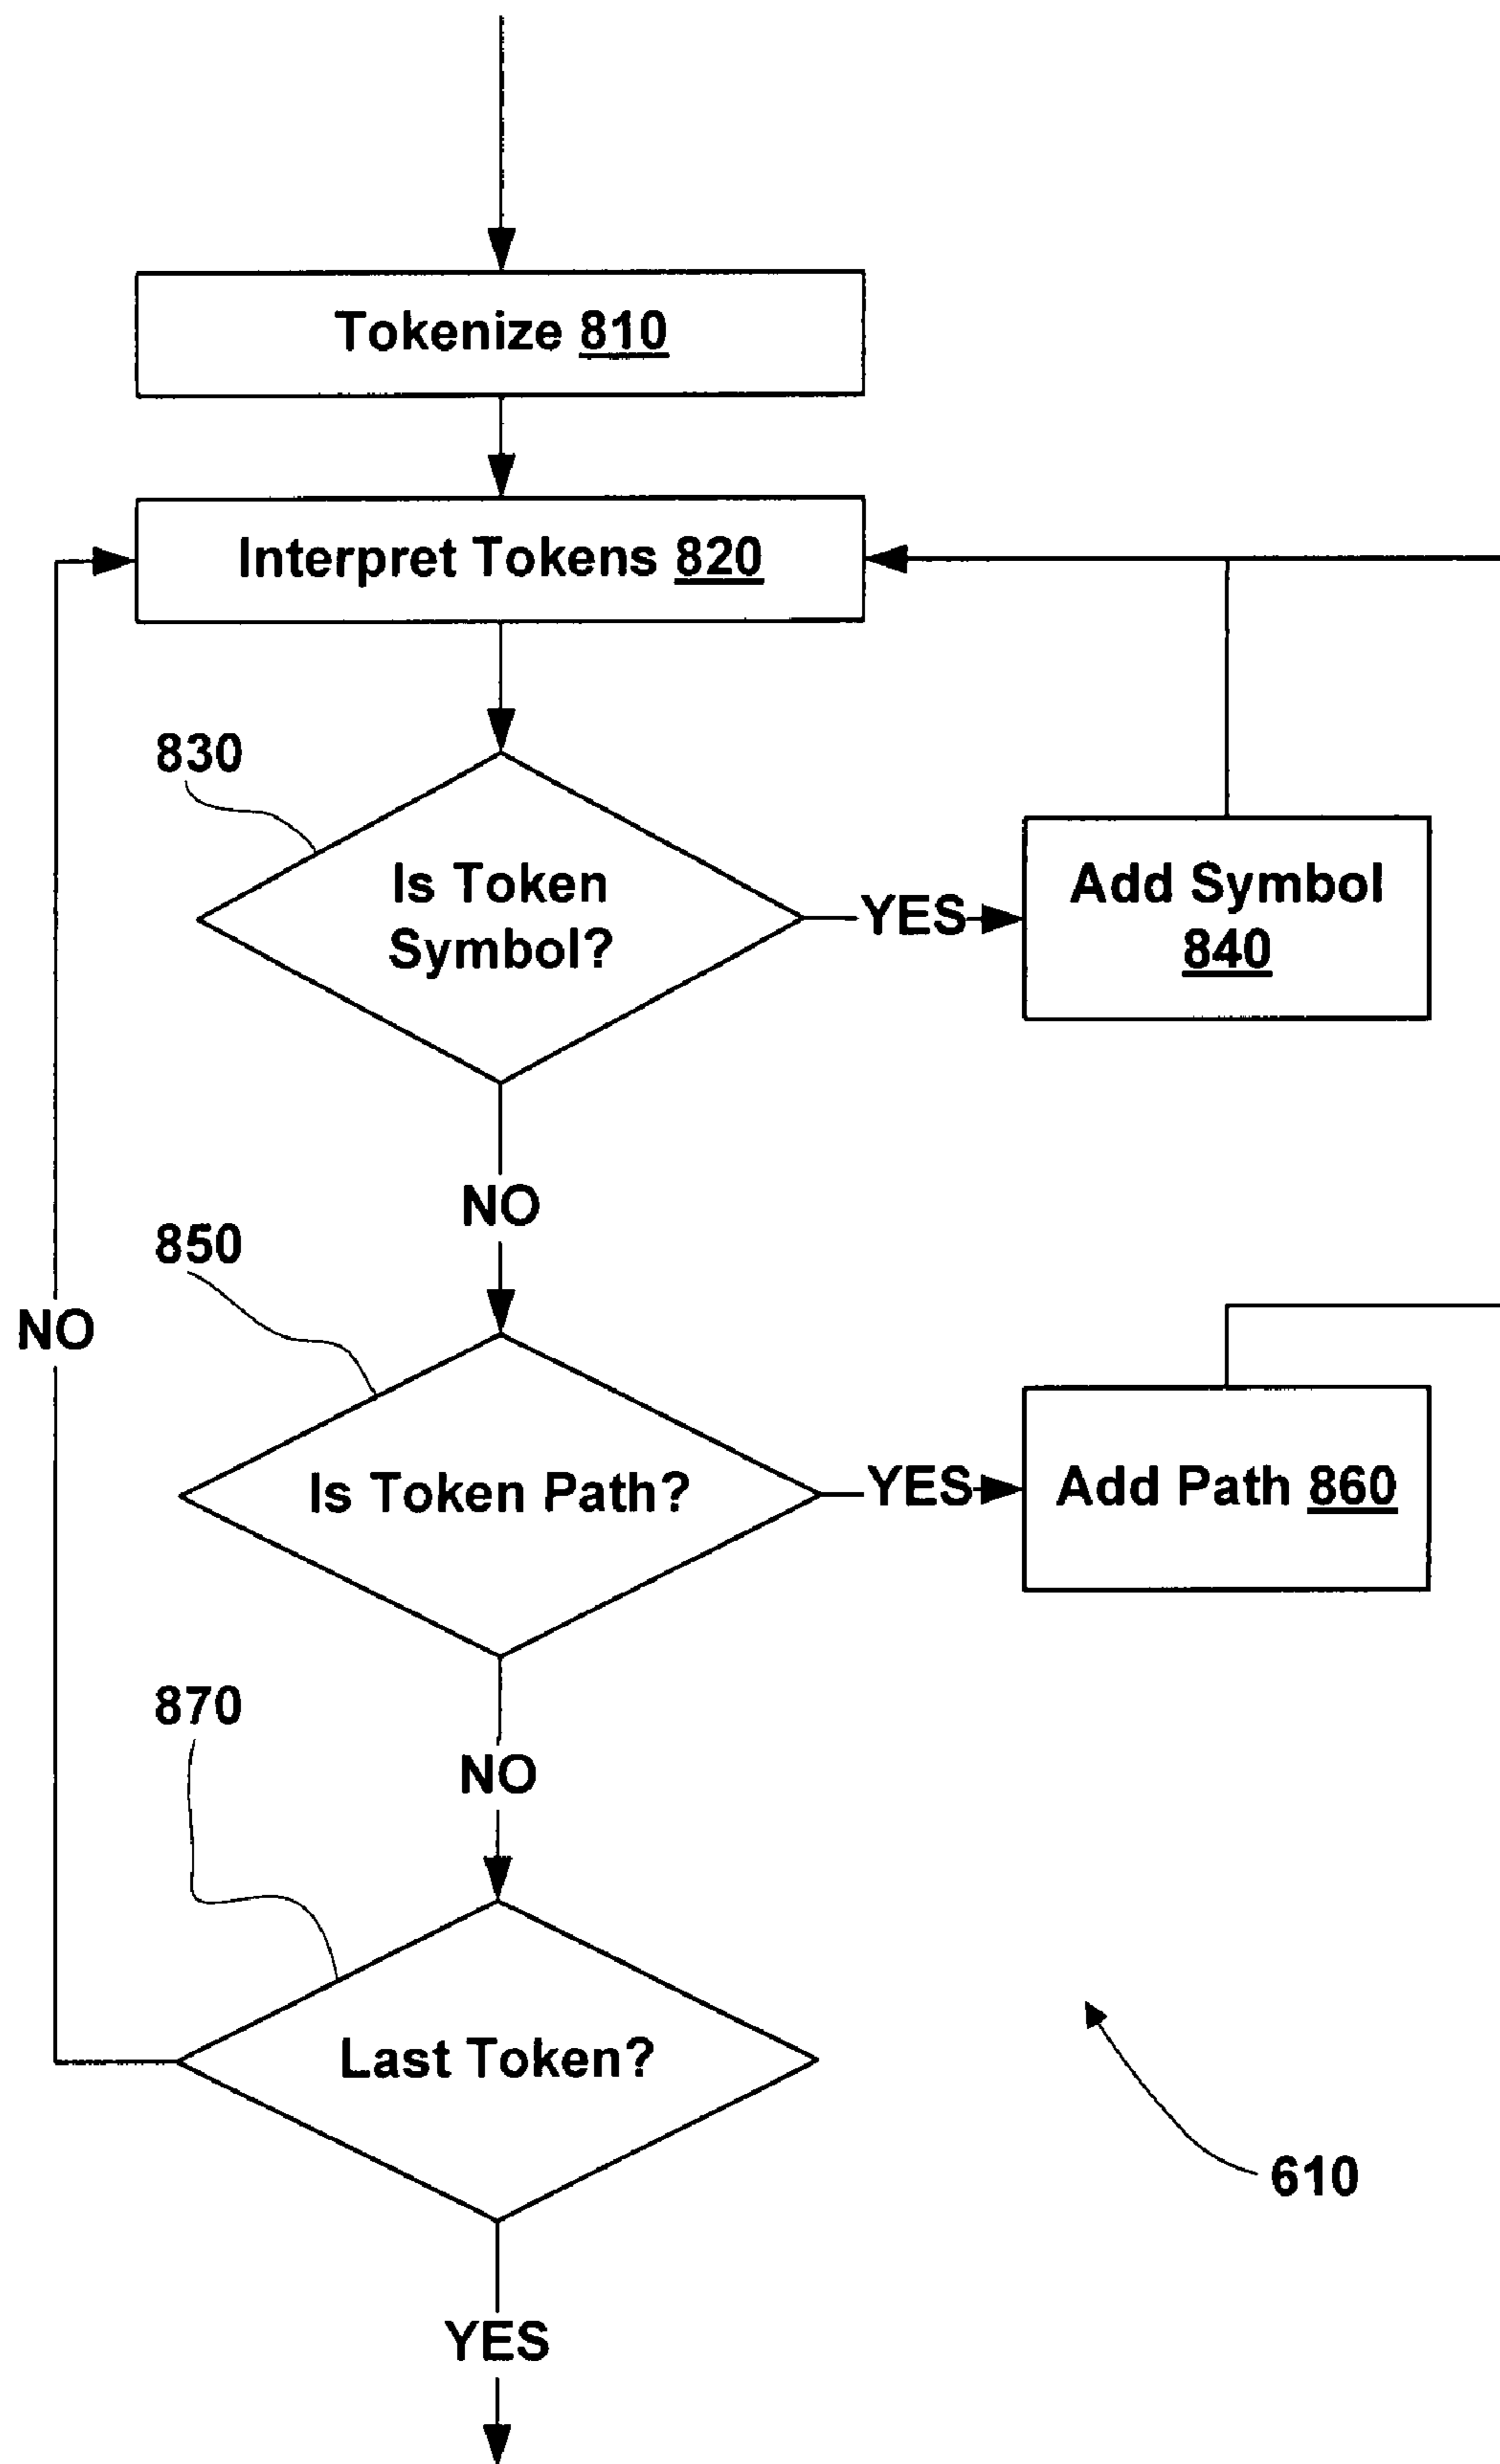 Tokenize 810
Interpret Tokens 820
830
Is Token
Symbol?
YES
Add Symbol
840
NO
850
NO
Is Token Path?
YES
Add Path 860
870
NO
Last Token?
610
YES